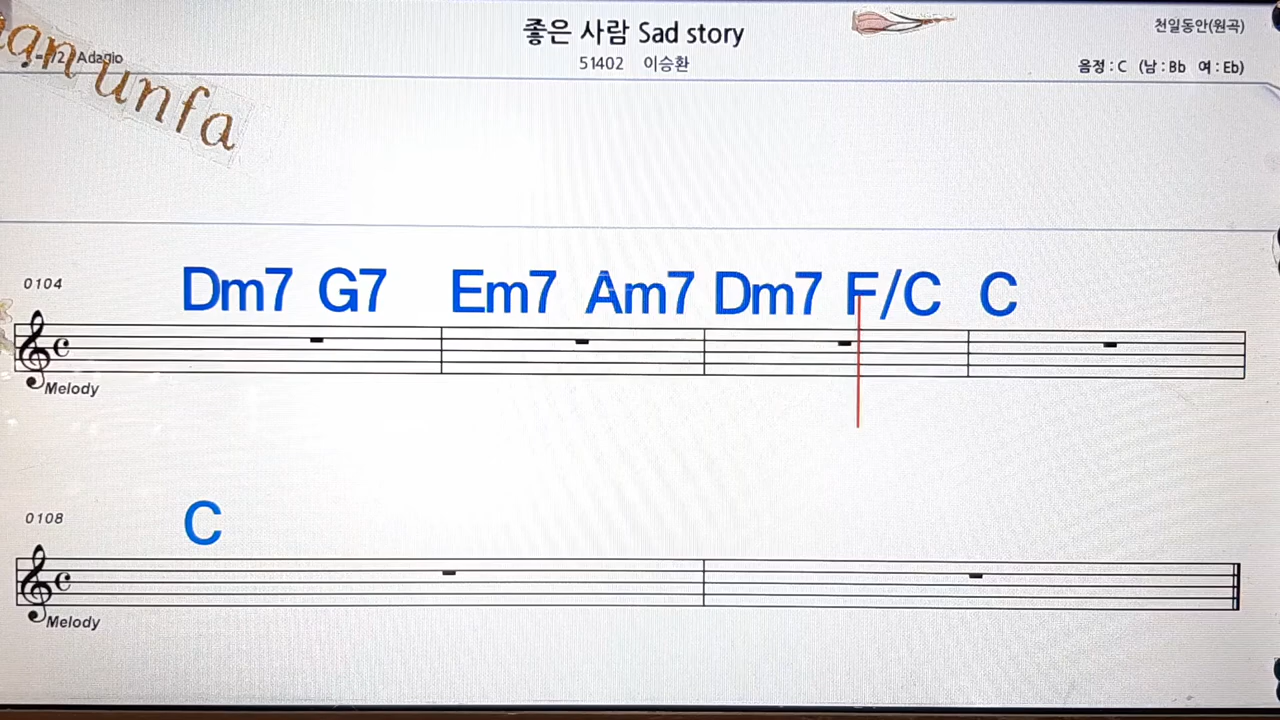 좋은 사람 Sad story
천일동안(원곡)
Adagio
51402 이승환
음정 : C (남 : Bb 여 : Eb)
unfa
0104
Dm7 G7 Em7 Am7 Dm7 F/C C
Melody
0108
C
Melody